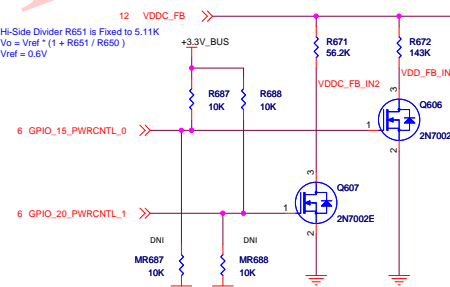 12 VDDC_FB
Hi-Side Divider R651 is Fixed to 5.11K
Vo = Vref * (1 + R651 / R650 )
Vref = 0.6V
+3.3V_BUS
R671
56.2K
R672
143K
VDDC_FB_IN2
VDD_FB_IN
R687
10K
R688
10K
3
Q606
6 GPIO_15_PWRCNTL_0
1
2N7002
2
3
Q607
6 GPIO_20_PWRCNTL_1
1
2N7002E
2
DNI
DNI
MR687
10K
MR688
10K